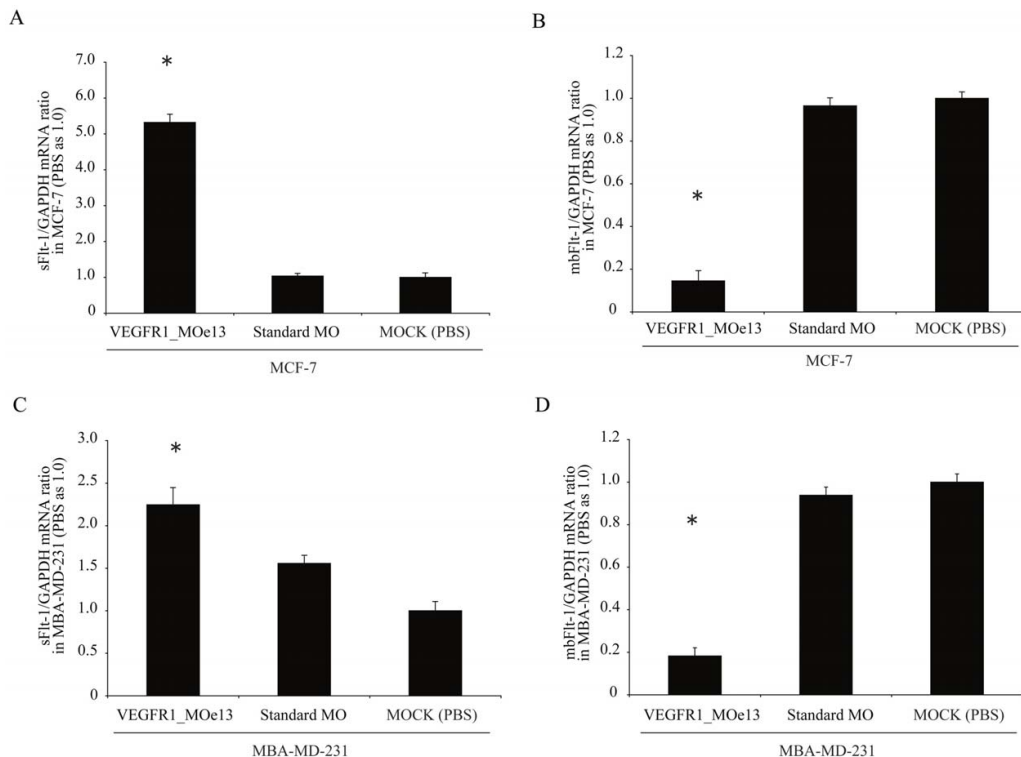 A
sFlt-1/GAPDH mRNA ratio
in MCF-7 (PBS as 1.0)
7.0
6.0
5.0
4.0
3.0
2.0
1.0
0
*
VEGFR1_MOe13 Standard MO MOCK (PBS)
MCF-7
B
mbFlt-1/GAPDH mRNA ratio
in MCF-7 (PBS as 1.0)
1.2
1.0
0.8
0.6
0.4
0.2
0
*
VEGFR1_MOe13 Standard MO MOCK (PBS)
MCF-7
C
sFlt-1/GAPDH mRNA ratio
in MBA-MD-231 (PBS as 1.0)
3.0
2.5
2.0
1.5
1.0
0.5
0
*
VEGFR1_MOe13 Standard MO MOCK (PBS)
MBA-MD-231
D
mbFlt-1/GAPDH mRNA ratio
in MBA-MD-231 (PBS as 1.0)
1.2
1.0
0.8
0.6
0.4
0.2
0
*
VEGFR1_MOe13 Standard MO MOCK (PBS)
MBA-MD-231